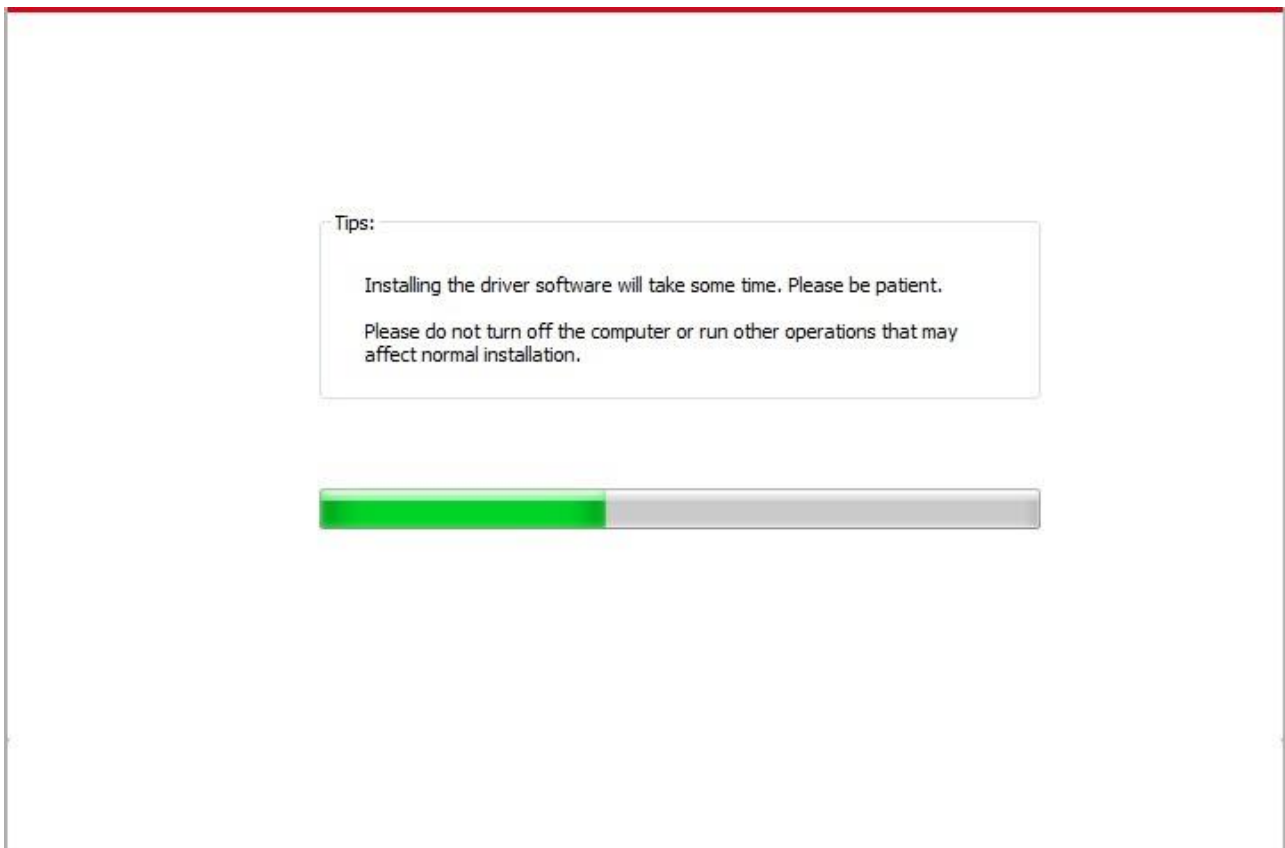 Tips:
Installing the driver software will take some time. Please be patient.
Please do not turn off the computer or run other operations that may
affect normal installation.